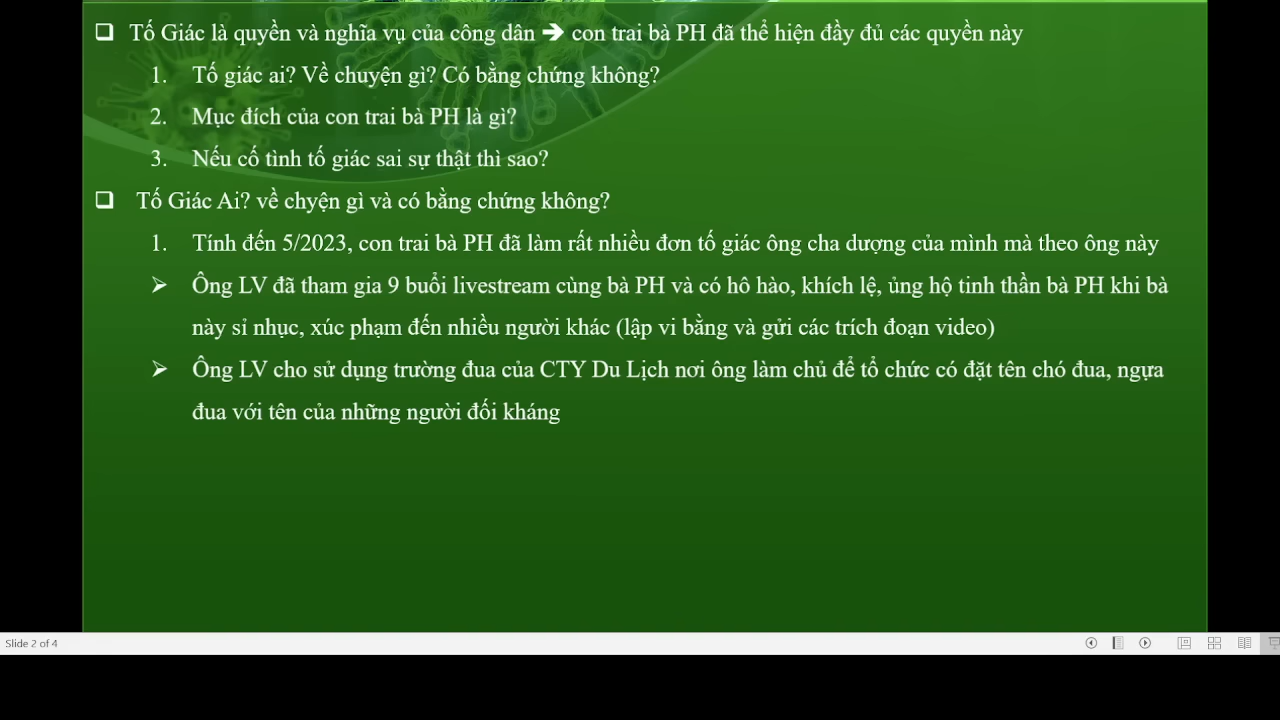 ❑ Tố Giác là quyền và nghĩa vụ của công dân ➔ con trai bà PH đã thể hiện đầy đủ các quyền này
1. Tố giác ai? Về chuyện gì? Có bằng chứng không?
2. Mục đích của con trai bà PH là gì?
3. Nếu cố tình tố giác sai sự thật thì sao?
❑ Tố Giác Ai? về chyện gì và có bằng chứng không?
1. Tính đến 5/2023, con trai bà PH đã làm rất nhiều đơn tố giác ông cha dượng của mình mà theo ông này
➢ Ông LV đã tham gia 9 buổi livestream cùng bà PH và có hô hào, khích lệ, ủng hộ tinh thần bà PH khi bà
này sỉ nhục, xúc phạm đến nhiều người khác (lập vi bằng và gửi các trích đoạn video)
➢ Ông LV cho sử dụng trường đua của CTY Du Lịch nơi ông làm chủ để tổ chức có đặt tên chó đua, ngựa
đua với tên của những người đối kháng
Slide 2 of 4